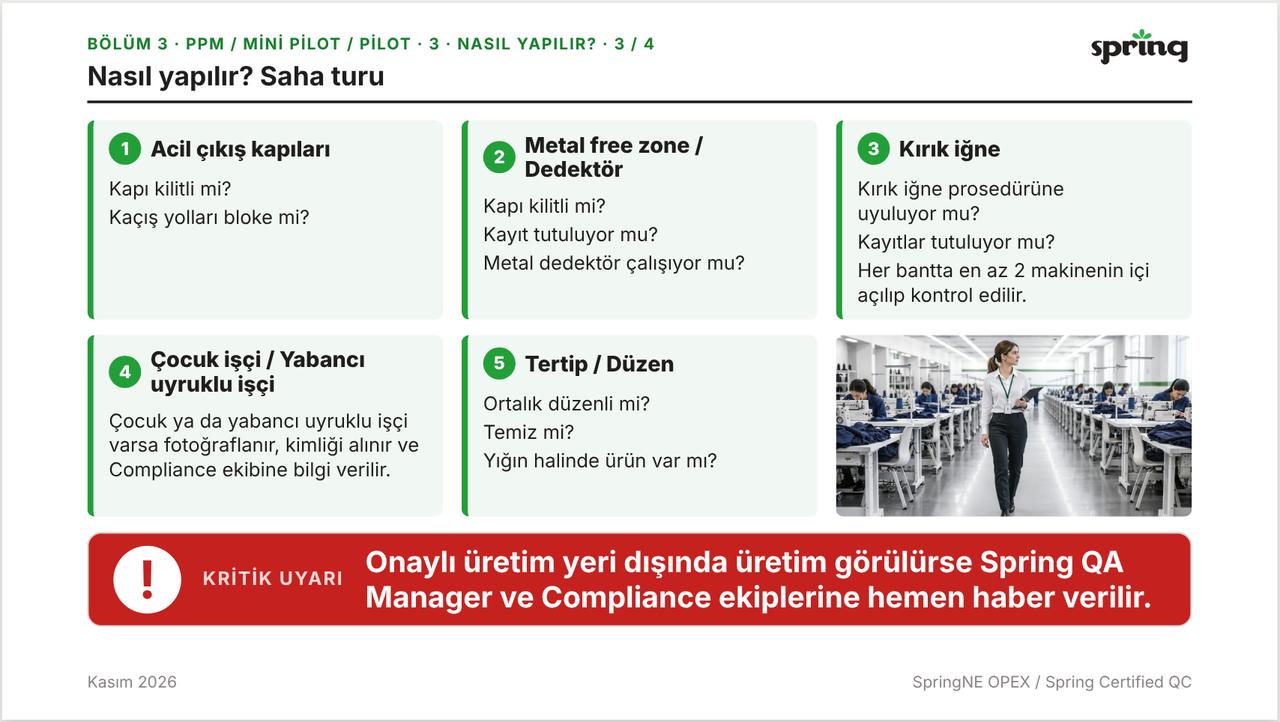 BÖLÜM 3 · PPM / MİNİ PİLOT / PİLOT · 3 · NASIL YAPILIR? · 3 / 4
spring
Nasıl yapılır? Saha turu
1 Acil çıkış kapıları
Kapı kilitli mi?
Kaçış yolları bloke mi?
2 Metal free zone /
Dedektör
Kapı kilitli mi?
Kayıt tutuluyor mu?
Metal dedektör çalışıyor mu?
3 Kırık iğne
Kırık iğne prosedürüne
uyuluyor mu?
Kayıtlar tutuluyor mu?
Her bantta en az 2 makinenin içi
açılıp kontrol edilir.
4 Çocuk işçi / Yabancı
uyruklu işçi
Çocuk ya da yabancı uyruklu işçi
varsa fotoğraflanır, kimliği alınır ve
Compliance ekibine bilgi verilir.
5 Tertip / Düzen
Ortalık düzenli mi?
Temiz mi?
Yığın halinde ürün var mı?
! KRİTİK UYARI
Onaylı üretim yeri dışında üretim görülürse Spring QA
Manager ve Compliance ekiplerine hemen haber verilir.
Kasım 2026
SpringNE OPEX / Spring Certified QC